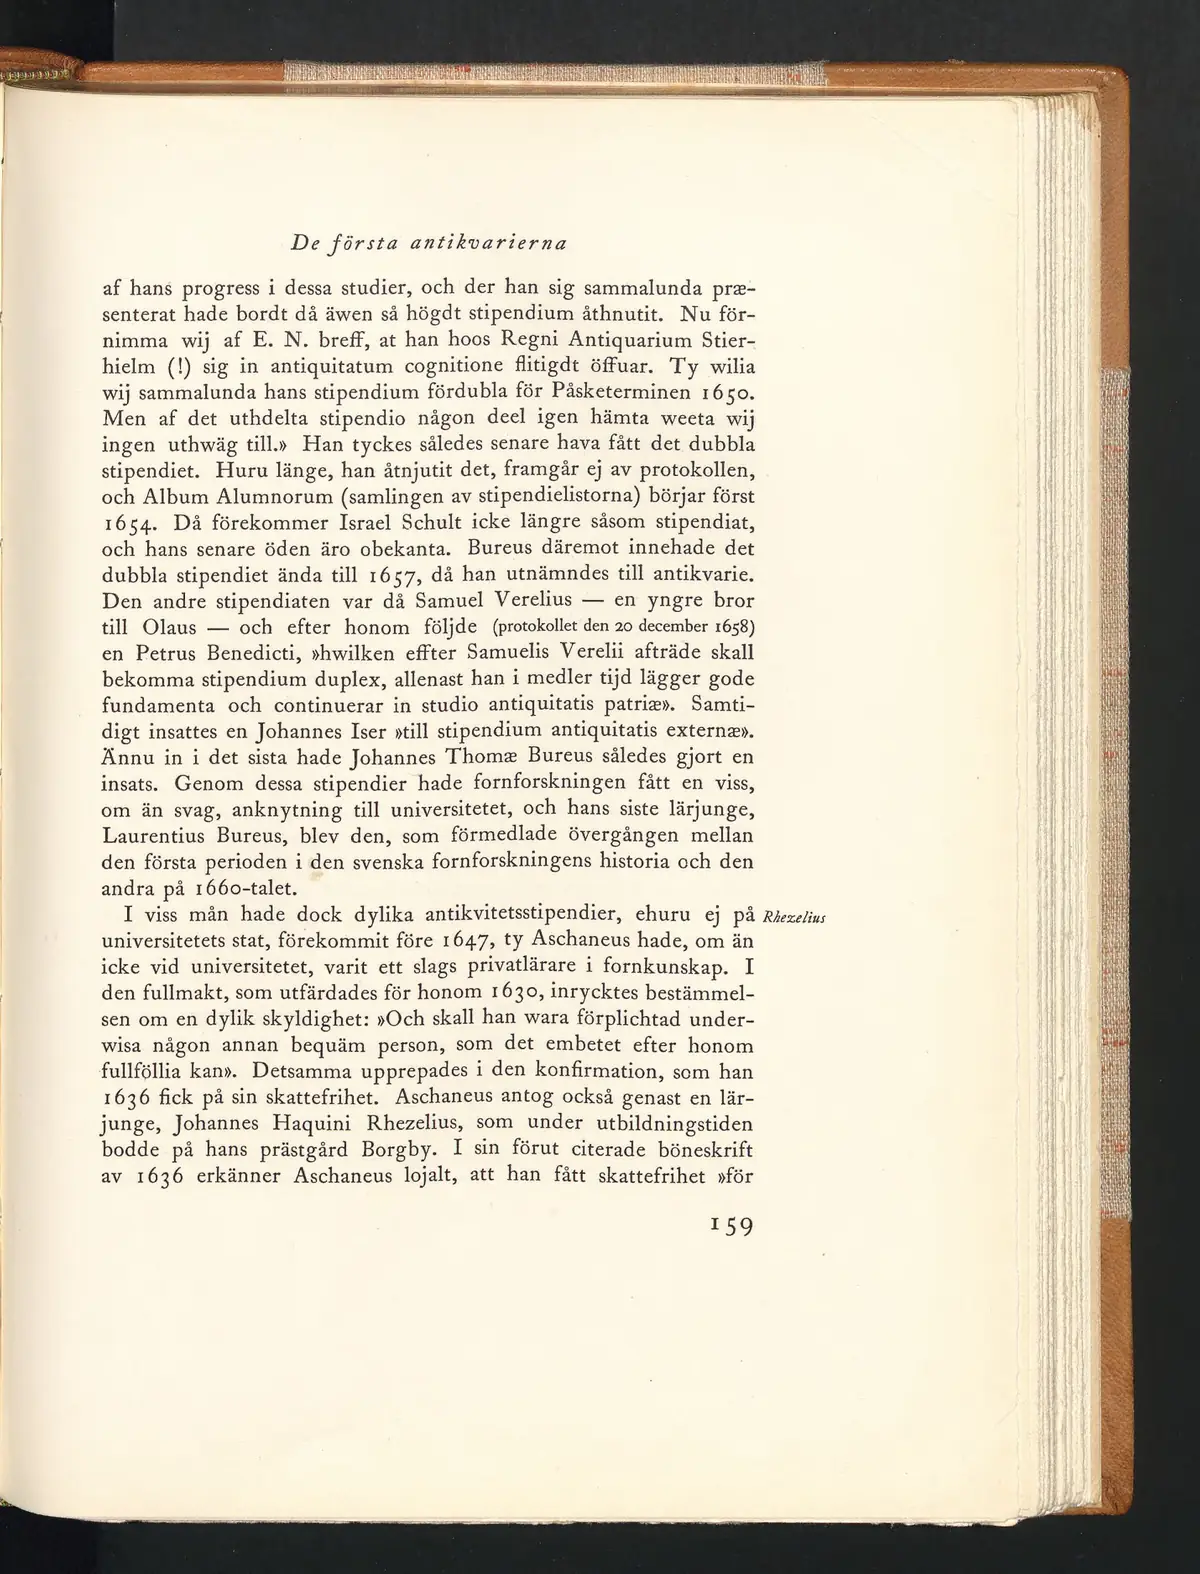 De första antikvarierna
af hans progress i dessa studier, och der han sig sammalunda præ-
senterat hade bordt då äwen så högdt stipendium åthnutit. Nu för-
nimma wij af E. N. breff, at han hoos Regni Antiquarium Stier-
hielm (!) sig in antiquitatum cognitione flitigdt öffuar. Ty wilia
wij sammalunda hans stipendium fördubla för Påsketerminen 1650.
Men af det uthdelta stipendio någon deel igen hämta weeta wij
ingen uthwäg till.» Han tyckes således senare hava fått det dubbla
stipendiet. Huru länge, han åtnjutit det, framgår ej av protokollen,
och Album Alumnorum (samlingen av stipendielistorna) börjar först
1654. Då förekommer Israel Schult icke längre såsom stipendiat,
och hans senare öden äro obekanta. Bureus däremot innehade det
dubbla stipendiet ända till 1657, då han utnämndes till antikvarie.
Den andre stipendiaten var då Samuel Verelius — en yngre bror
till Olaus — och efter honom följde (protokollet den 20 december 1658)
en Petrus Benedicti, »hwilken effter Samuelis Verelii afträde skall
bekomma stipendium duplex, allenast han i medler tijd lägger gode
fundamenta och continuerar in studio antiquitatis patriæ». Samti-
digt insattes en Johannes Iser »till stipendium antiquitatis externæ».
Ännu in i det sista hade Johannes Thomæ Bureus således gjort en
insats. Genom dessa stipendier hade fornforskningen fått en viss,
om än svag, anknytning till universitetet, och hans siste lärjunge,
Laurentius Bureus, blev den, som förmedlade övergången mellan
den första perioden i den svenska fornforskningens historia och den
andra på 1660-talet.
I viss mån hade dock dylika antikvitetsstipendier, ehuru ej på Rhezelius
universitetets stat, förekommit före 1647, ty Aschaneus hade, om än
icke vid universitetet, varit ett slags privatlärare i fornkunskap. I
den fullmakt, som utfärdades för honom 1630, inrycktes bestämmel-
sen om en dylik skyldighet: »Och skall han wara förplichtad under-
wisa någon annan bequäm person, som det embetet efter honom
fullföllia kan». Detsamma upprepades i den konfirmation, som han
1636 fick på sin skattefrihet. Aschaneus antog också genast en lär-
junge, Johannes Haquini Rhezelius, som under utbildningstiden
bodde på hans prästgård Borgby. I sin förut citerade böneskrift
av 1636 erkänner Aschaneus lojalt, att han fått skattefrihet »för
159